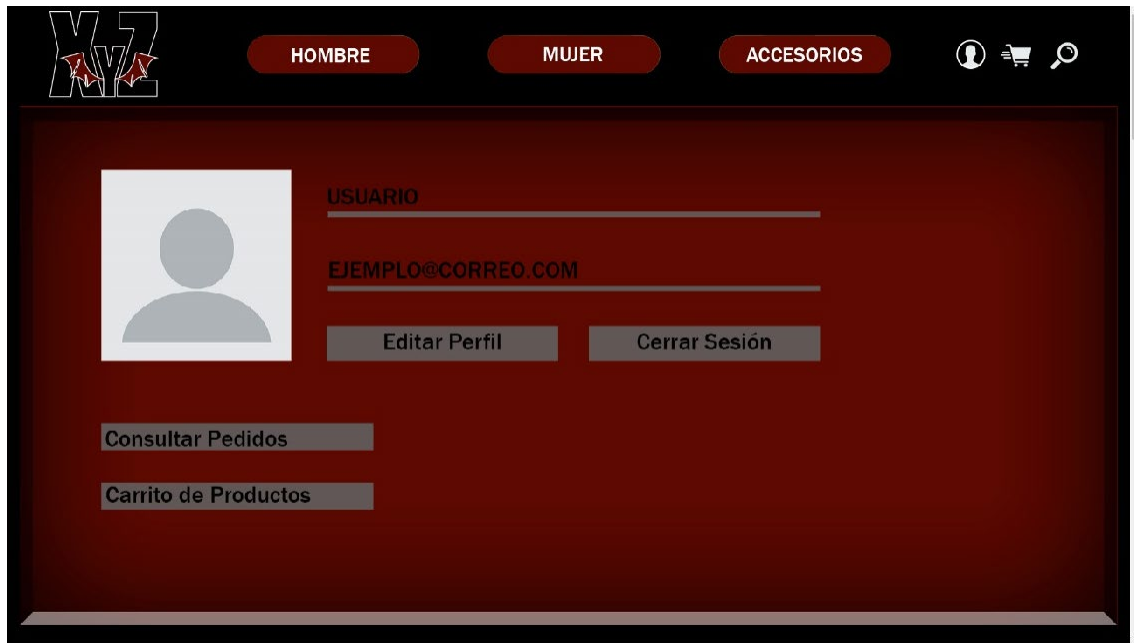 XYZ
HOMBRE
MUJER
ACCESORIOS
USUARIO
EJEMPLO@CORREO.COM
Editar Perfil
Cerrar Sesión
Consultar Pedidos
Carrito de Productos